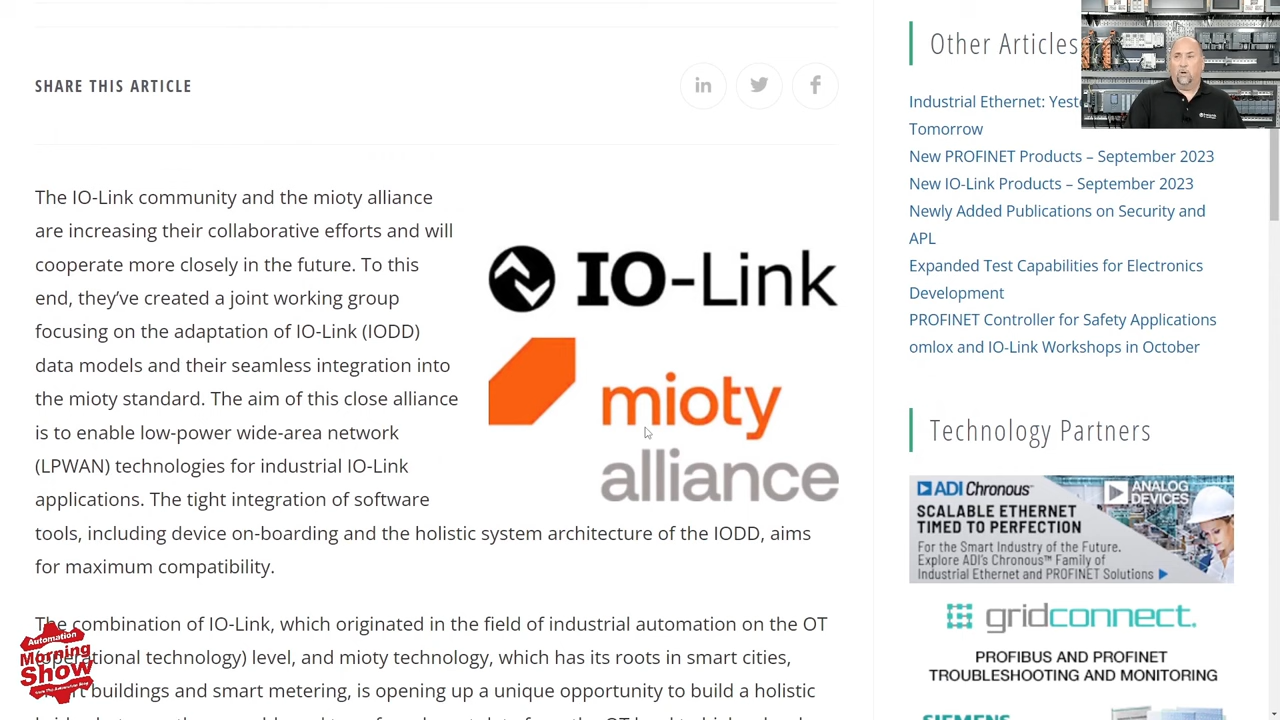 SHARE THIS ARTICLE
The IO-Link community and the mioty alliance
are increasing their collaborative efforts and will
cooperate more closely in the future. To this
end, they've created a joint working group
focusing on the adaptation of IO-Link (IODD)
data models and their seamless integration into
the mioty standard. The aim of this close alliance
is to enable low-power wide-area network
(LPWAN) technologies for industrial IO-Link
applications. The tight integration of software
tools, including device on-boarding and the holistic system architecture of the IODD, aims
for maximum compatibility.
The combination of IO-Link, which originated in the field of industrial automation on the OT
technology) level, and mioty technology, which has its roots in smart cities,
buildings and smart metering, is opening up a unique opportunity to build a holistic
IO-Link
mioty
alliance
Automation
Morning
Show
from The Automation Blog
Other Articles
Industrial Ethernet:
Tomorrow
New PROFINET Products – September 2023
New IO-Link Products – September 2023
Newly Added Publications on Security and
APL
Expanded Test Capabilities for Electronics
Development
PROFINET Controller for Safety Applications
omlox and IO-Link Workshops in October
Technology Partners
ADI Chronous™
ANALOG
DEVICES
SCALABLE ETHERNET
TIMED TO PERFECTION
For the Smart Industry of the Future.
Explore ADI's Chronous™ Family of
Industrial Ethernet and PROFINET Solutions
gridconnect.
PROFIBUS AND PROFINET
TROUBLESHOOTING AND MONITORING
SIEMENS